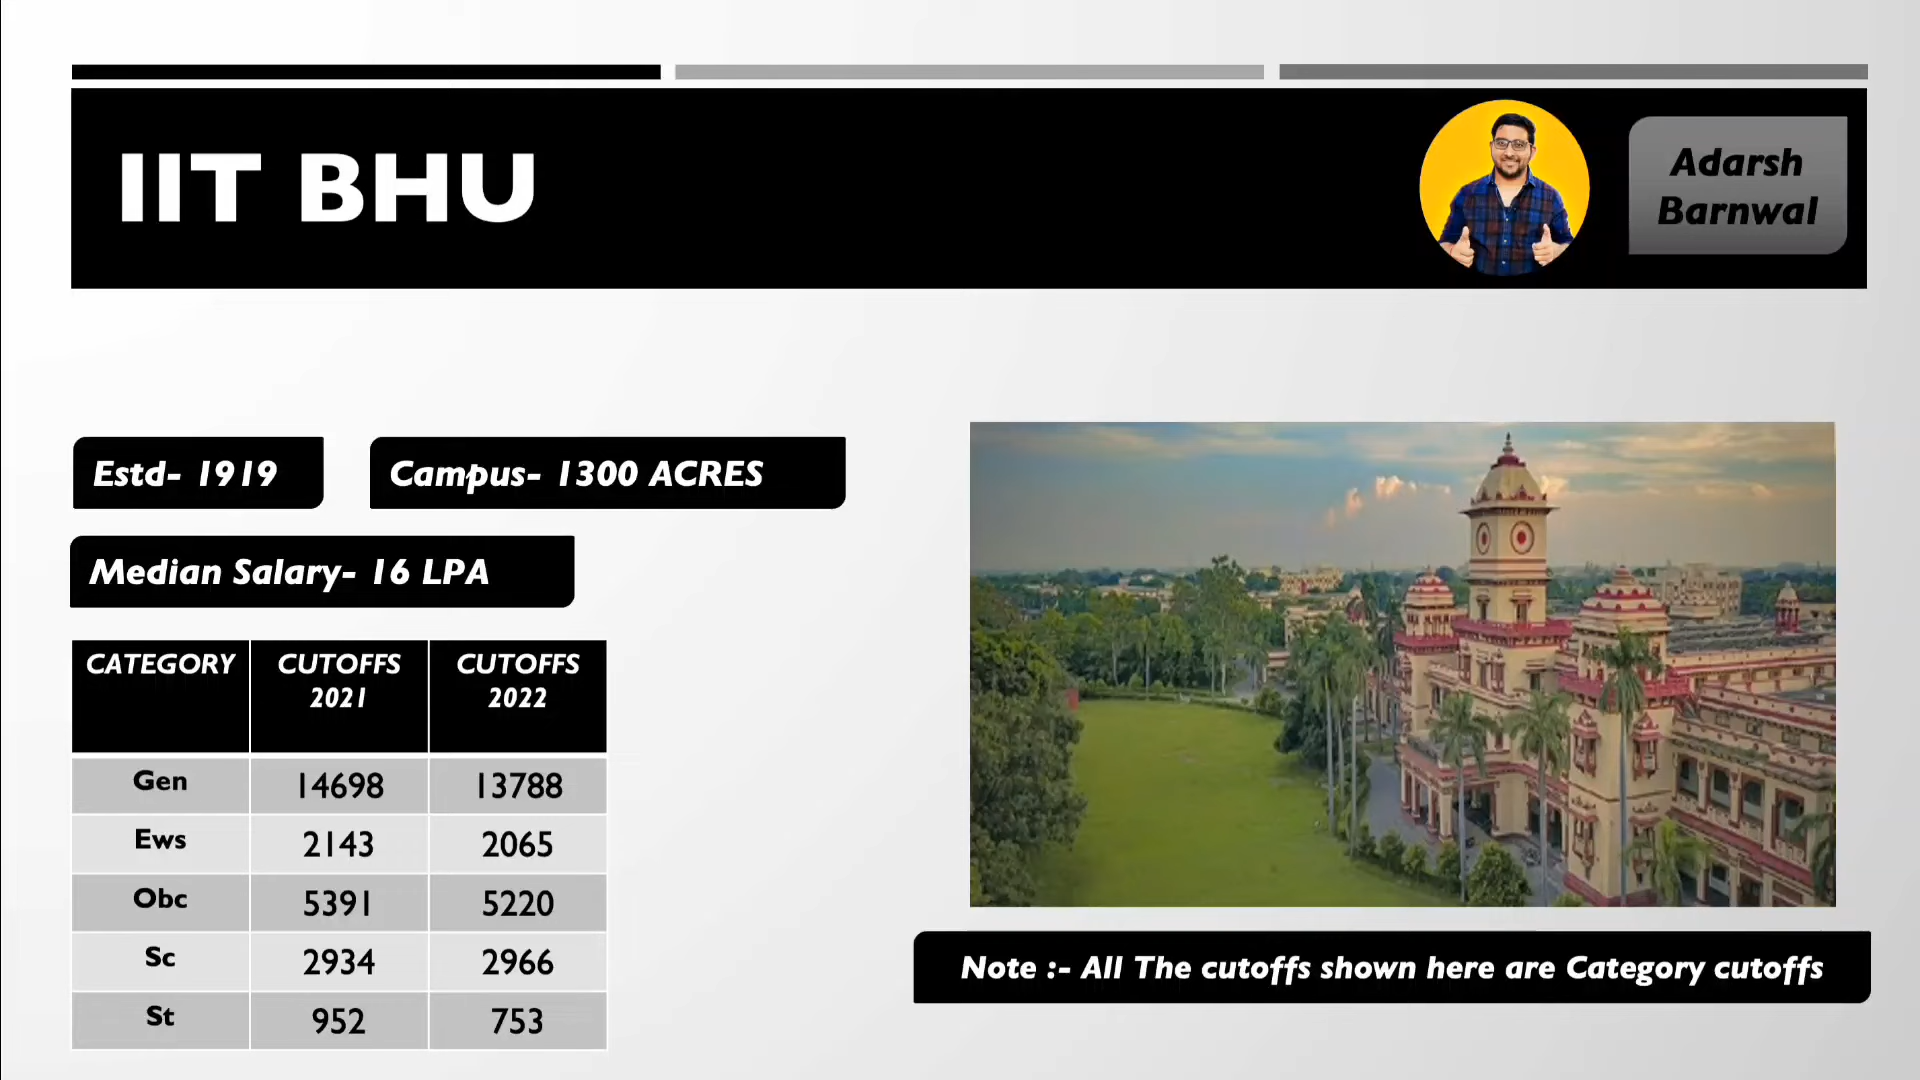 IIT BHU
Adarsh
Barnwal
Estd- 1919
Campus- 1300 ACRES
Median Salary- 16 LPA
CATEGORY CUTOFFS 2021 CUTOFFS 2022
Gen 14698 13788
Ews 2143 2065
Obc 5391 5220
Sc 2934 2966
St 952 753
Note :- All The cutoffs shown here are Category cutoffs